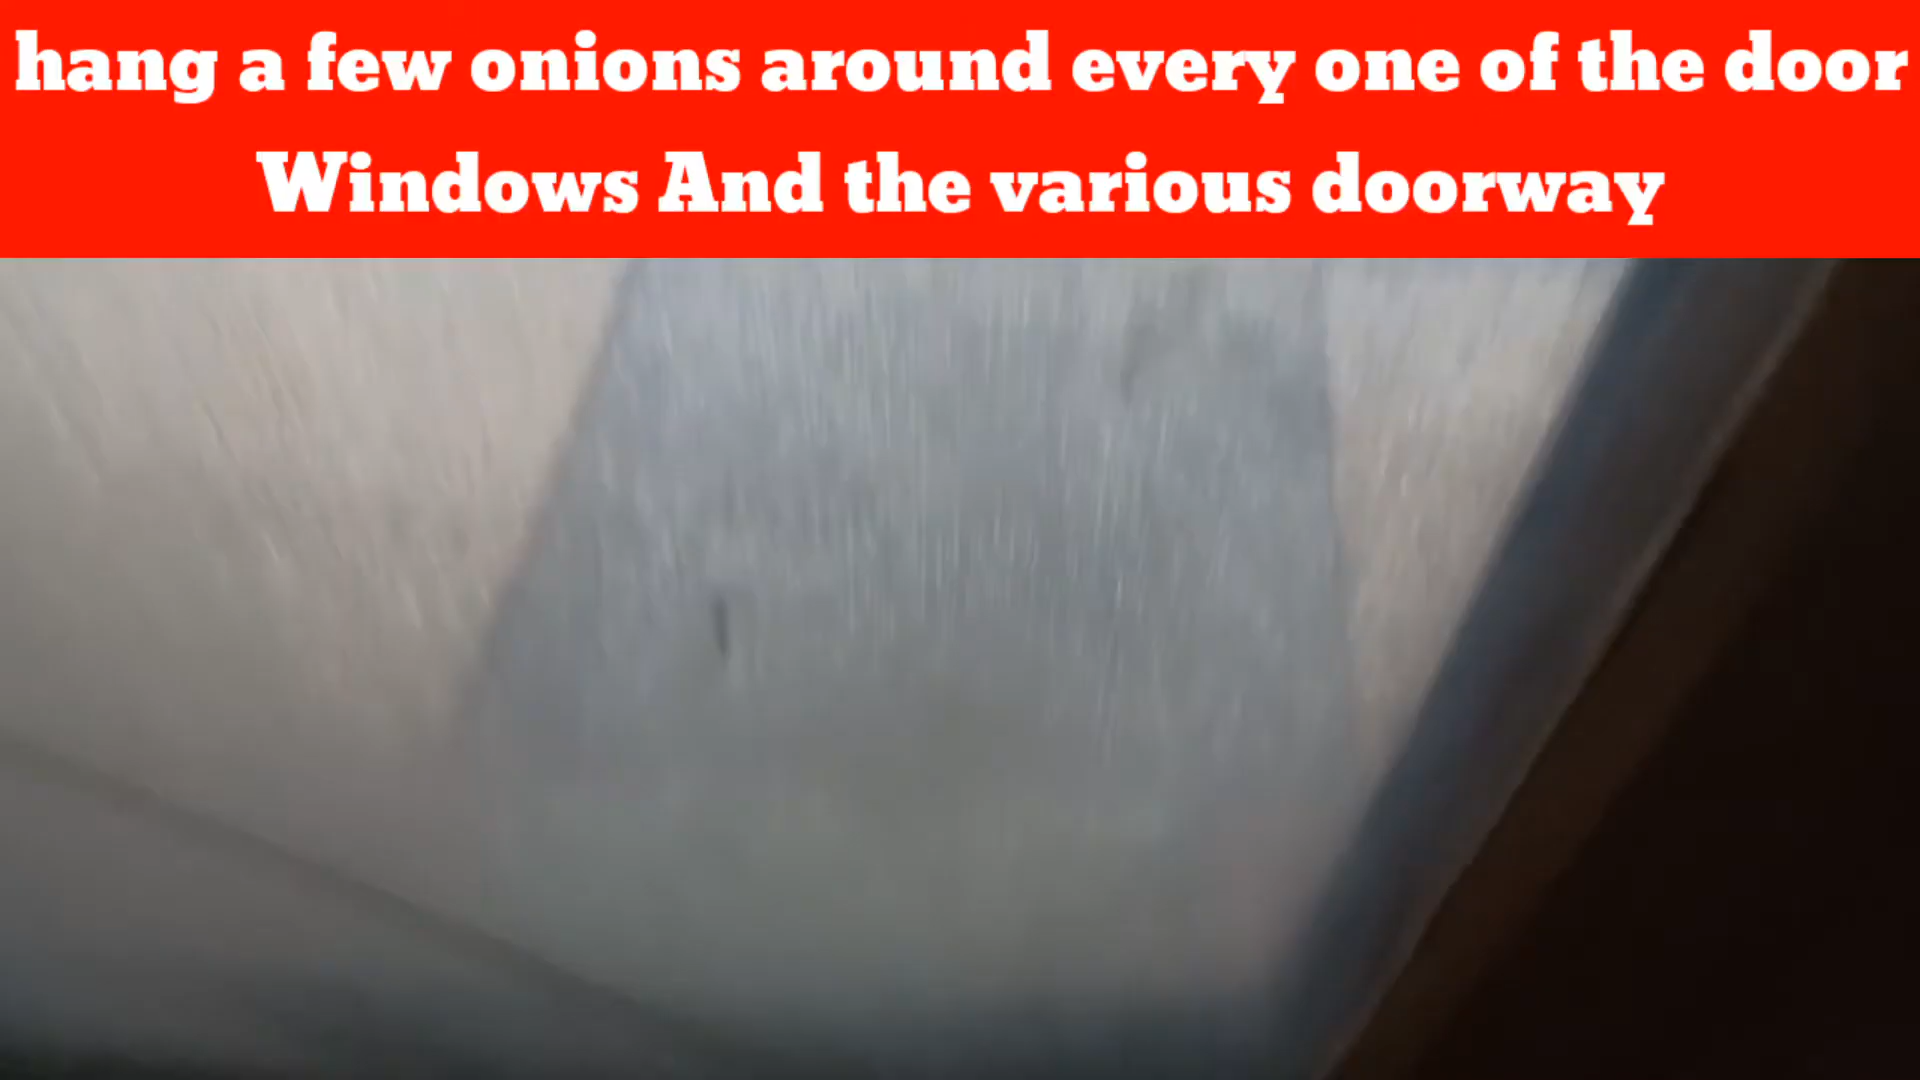 hang a few onions around every one of the door
Windows And the various doorway